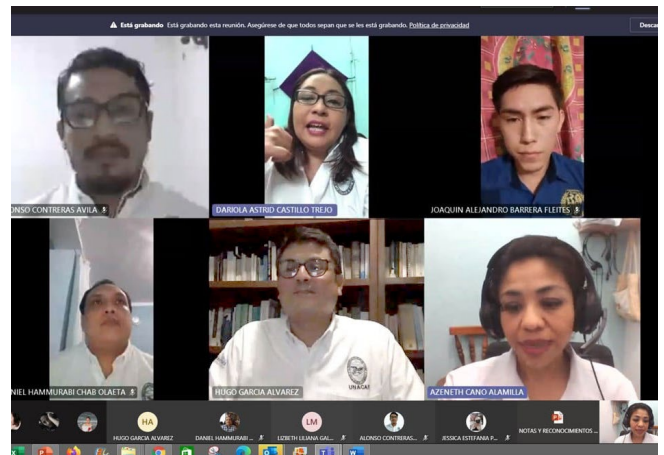 Está grabando Está grabando esta reunión. Asegúrese de que todos sepan que se les está grabando. Política de privacidad Descar
ONSO CONTRERAS AVILA
DARIOLA ASTRID CASTILLO TREJO
JOAQUIN ALEJANDRO BARRERA FLEITES
UNACAR
NIEL HAMMURABI CHAB OLAETA
HUGO GARCIA ALVAREZ
AZENETH CANO ALAMILLA
HA
LM
HUGO GARCIA ALVAREZ
DANIEL HAMMURABI ...
LIZBETH LILIANA GAL...
ALONSO CONTRERAS...
JESSICA ESTEFANIA P...
NOTAS Y RECONOCIMIENTOS ...